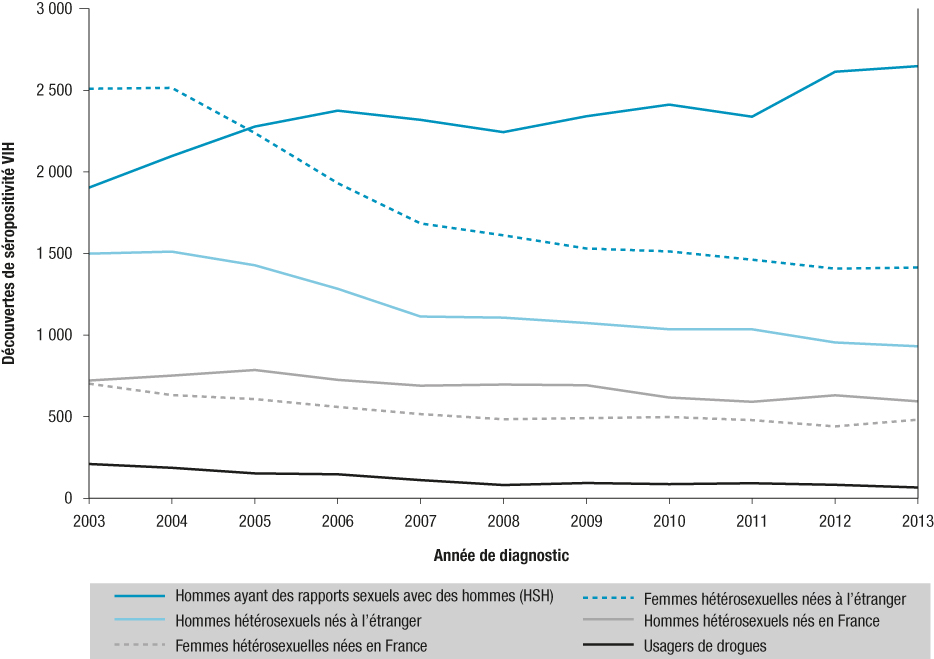 3 000
2 500
2 000
1 500
1 000
500
0
Découvertes de séropositivité VIH
2003 2004 2005 2006 2007 2008 2009 2010 2011 2012 2013
Année de diagnostic
Hommes ayant des rapports sexuels avec des hommes (HSH)
Femmes hétérosexuelles nées à l'étranger
Hommes hétérosexuels nés à l'étranger
Hommes hétérosexuels nés en France
Femmes hétérosexuelles nées en France
Usagers de drogues